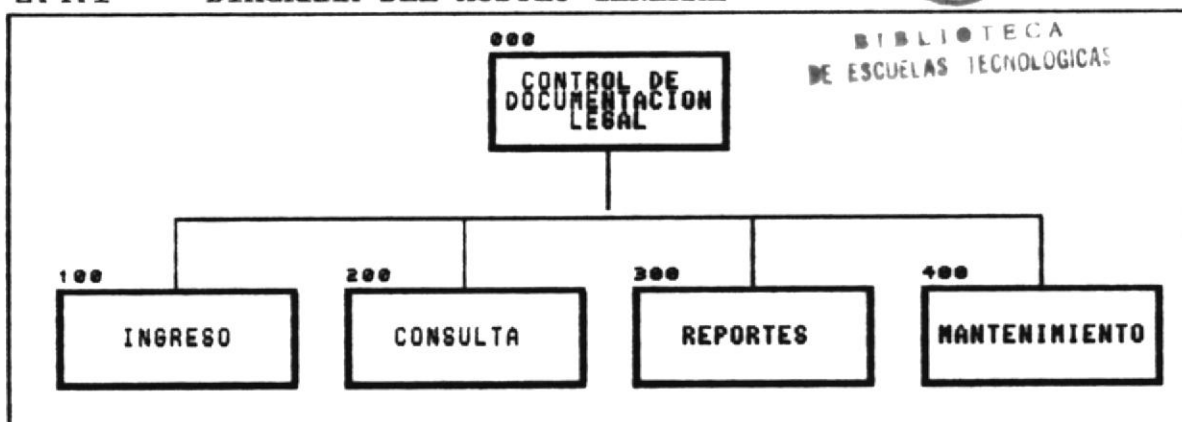 BIBLIOTECA
DE ESCUELAS TECNOLOGICAS
000
CONTROL DE
DOCUMENTACION
LEGAL
100
200
300
400
INGRESO
CONSULTA
REPORTES
MANTENIMIENTO